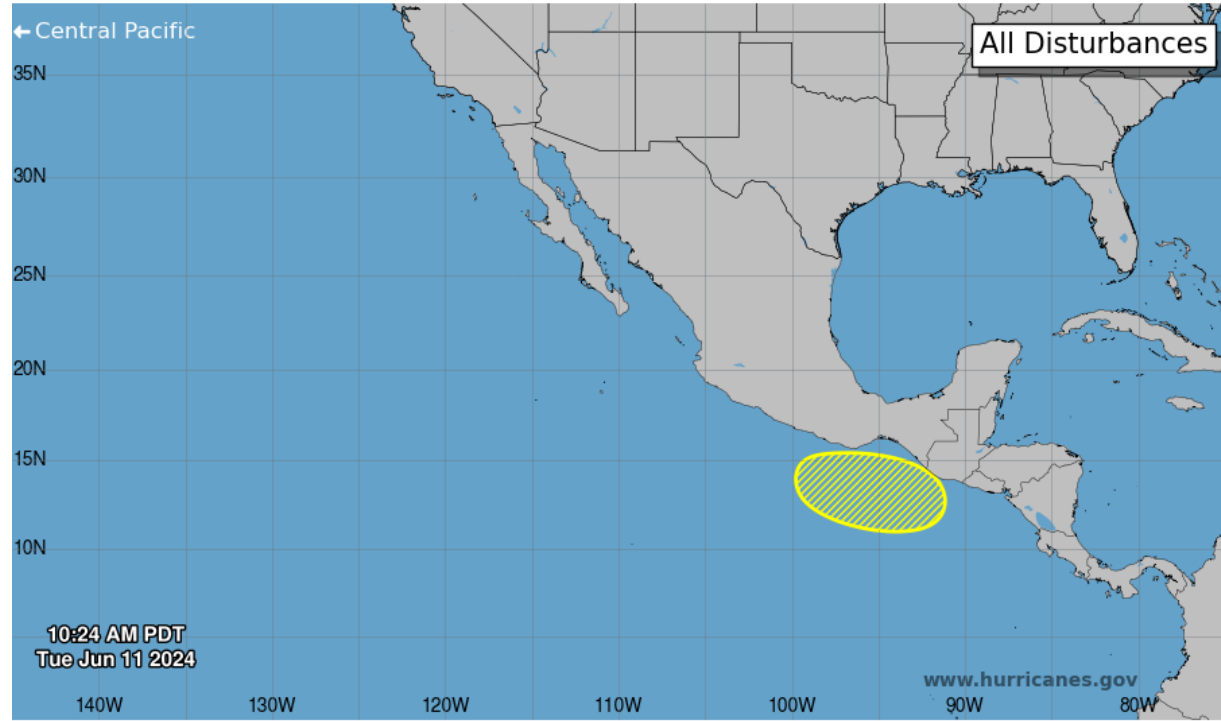 ← Central Pacific
All Disturbances
35N
30N
25N
20N
15N
10N
10:24 AM PDT
Tue Jun 11 2024
www.hurricanes.gov
140W 130W 120W 110W 100W 90W 80W